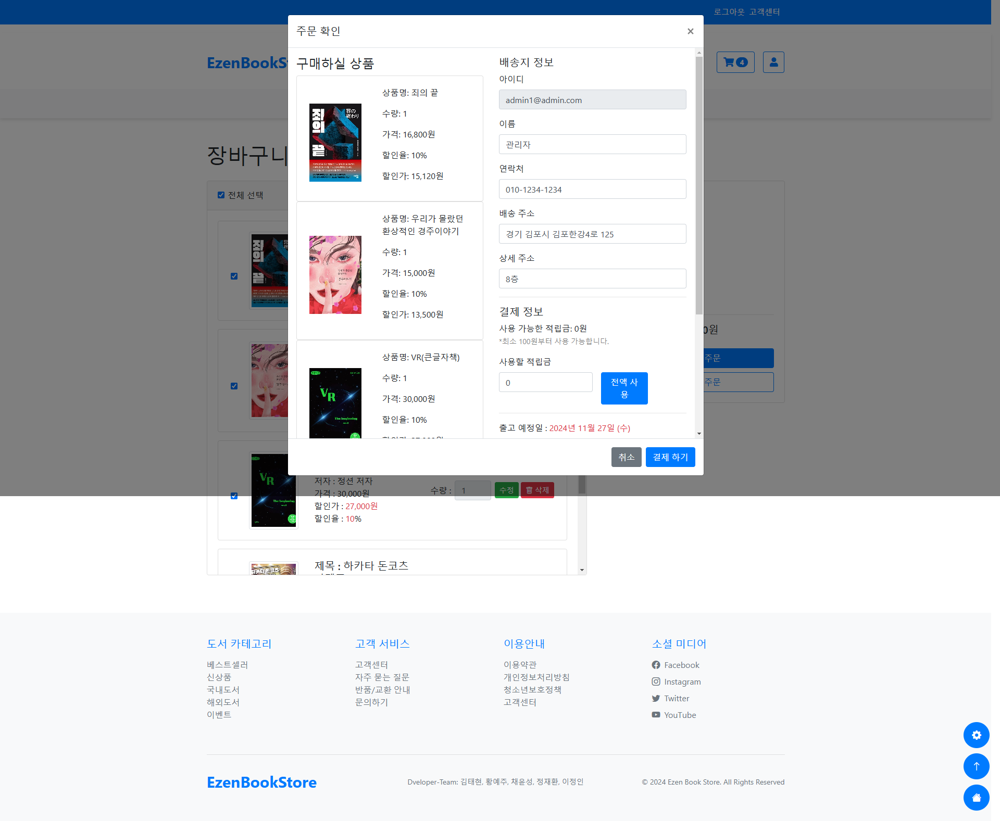 로그아웃 고객센터
EzenBookSt
4
장바구니
전체 선택
주문 확인
×
구매하실 상품
죄의 끝
罪の
終わり
상품명: 죄의 끝
수량: 1
가격: 16,800원
할인율: 10%
할인가: 15,120원
상품명: 우리가 몰랐던
환상적인 경주이야기
수량: 1
가격: 15,000원
할인율: 10%
할인가: 13,500원
VR
The beginning
상품명: VR(큰글자책)
수량: 1
가격: 30,000원
할인율: 10%
배송지 정보
아이디
admin1@admin.com
이름
관리자
연락처
010-1234-1234
배송 주소
경기 김포시 김포한강4로 125
상세 주소
8층
결제 정보
사용 가능한 적립금: 0원
*최소 100원부터 사용 가능합니다.
사용할 적립금
0
전액 사
용
출고 예정일 : 2024년 11월 27일 (수)
취소
결제 하기
0원
주문
주문
죄의 끝
VR
The beginning
저자 : 정션 저자
가격 : 30,000원
할인가 : 27,000원
할인율 : 10%
수량 :
1
수정
삭제
제목 : 하카타 돈코츠
도서 카테고리
베스트셀러
신상품
국내도서
해외도서
이벤트
고객 서비스
고객센터
자주 묻는 질문
반품/교환 안내
문의하기
이용안내
이용약관
개인정보처리방침
청소년보호정책
고객센터
소셜 미디어
Facebook
Instagram
Twitter
YouTube
EzenBookStore
Dveloper-Team: 김태현, 황예주, 채윤성, 정재환, 이정인
© 2024 Ezen Book Store. All Rights Reserved